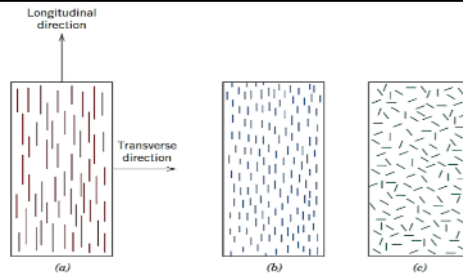 Longitudinal
direction
Transverse
direction
(a)
(b)
(c)